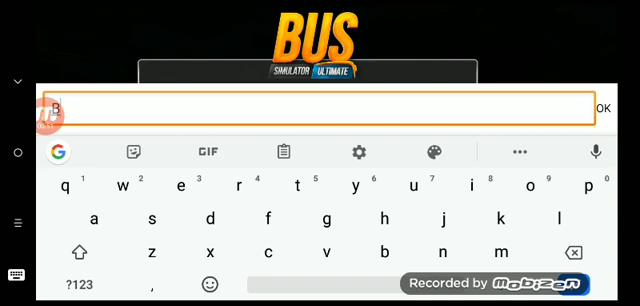 BUS
SIMULATOR ULTIMATE
B
OK
G GIF
q 1 w 2 e 3 r 4 t 5 y 6 u 7 i 8 o 9 p 0
a s d f g h j k l
z x c v b n m
?123 ,
Recorded by MOBIZEN